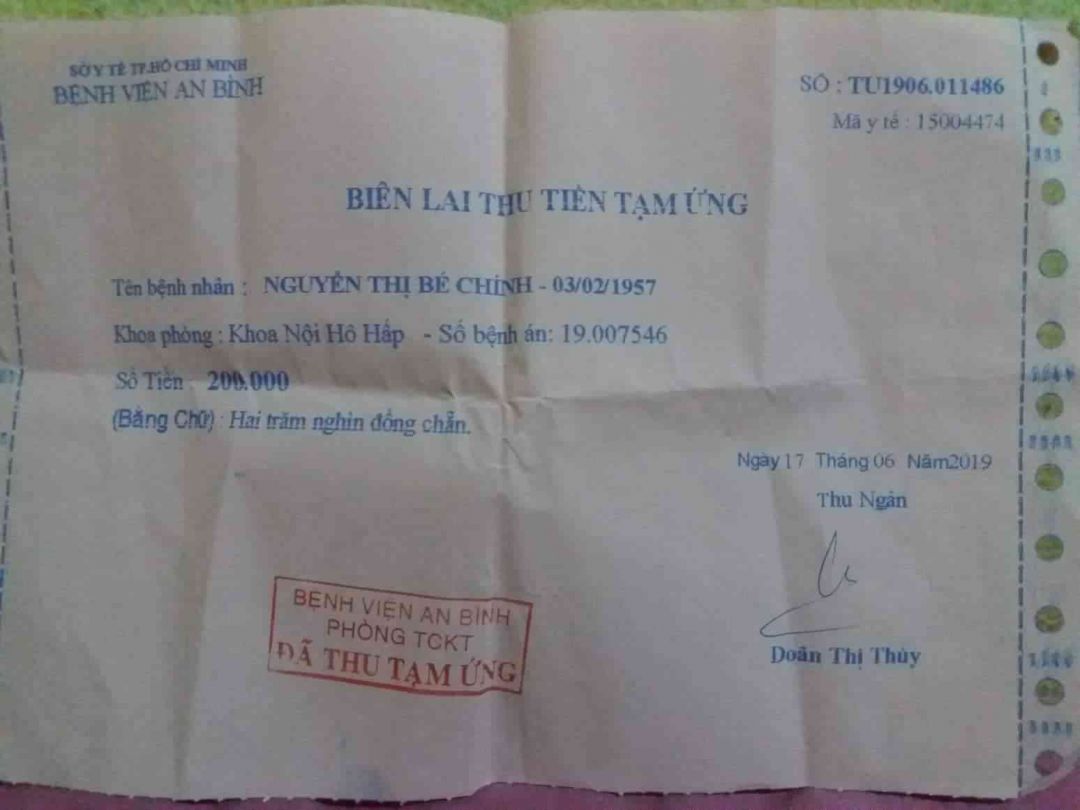 SỞ Y TẾ TP.HỒ CHÍ MINH
BỆNH VIỆN AN BÌNH
SỐ : TU1906.011486
Mã y tế : 15004474
BIÊN LAI THU TIỀN TẠM ỨNG
Tên bệnh nhân : NGUYỄN THỊ BÉ CHÍNH - 03/02/1957
Khoa phòng : Khoa Nội Hô Hấp - Số bệnh án: 19.007546
Số Tiền : 200.000
(Bằng Chữ) : Hai trăm nghìn đồng chẵn.
Ngày 17 Tháng 06 Năm2019
Thu Ngân
Doãn Thị Thùy
BỆNH VIỆN AN BÌNH
PHÒNG TCKT
ĐÃ THU TẠM ỨNG